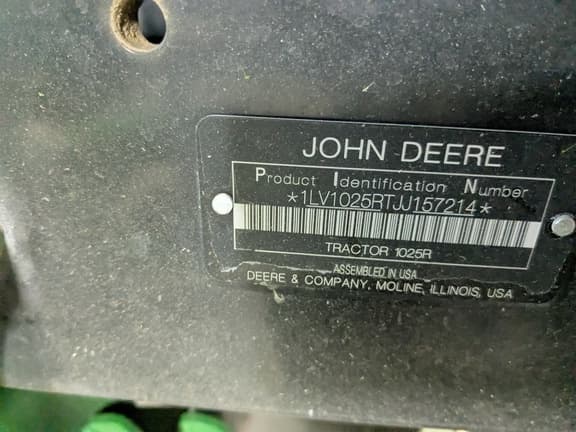 JOHN DEERE
Product Identification Number
*1LV1025RTJJ157214*
TRACTOR 1025R
ASSEMBLED IN USA
DEERE & COMPANY, MOLINE, ILLINOIS, USA